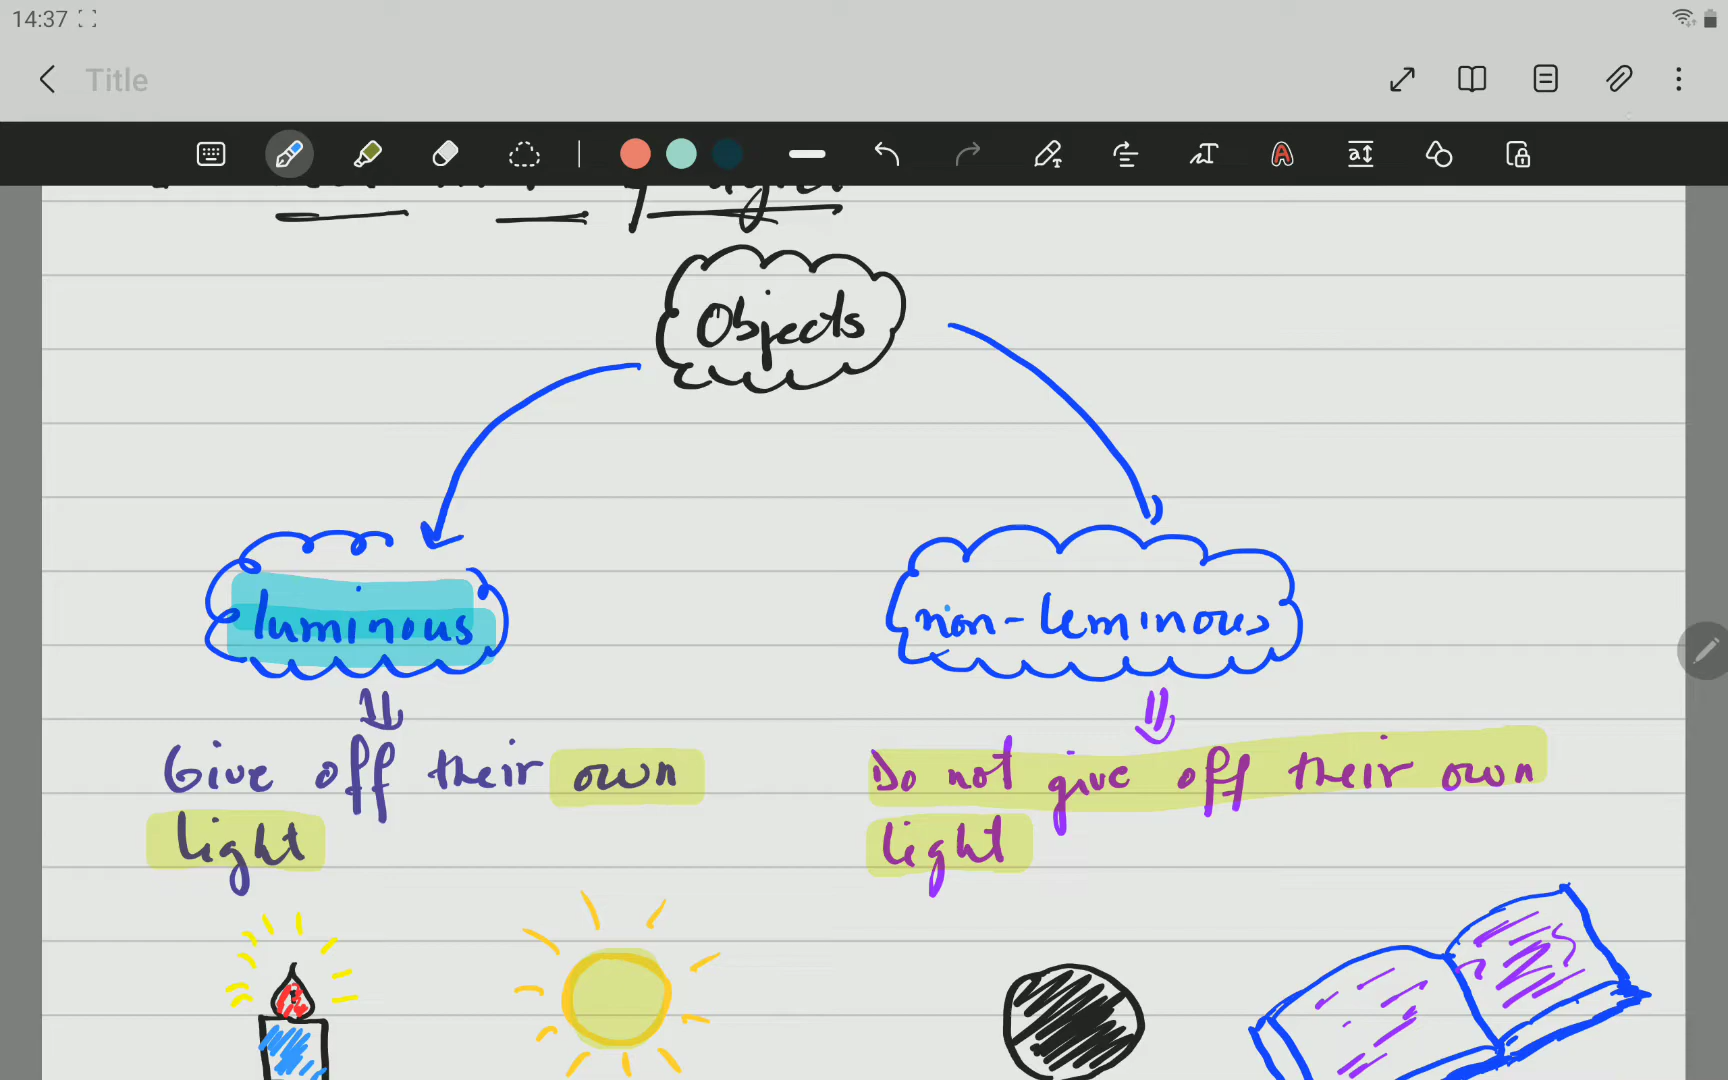 14:37
Title
Objects
luminous
non-leminous
Give off their own
light
Do not give off their own
light